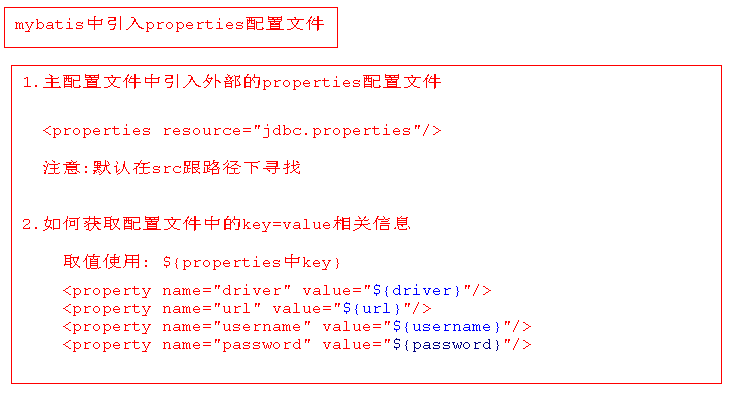 mybatis中引入properties配置文件
1.主配置文件中引入外部的properties配置文件
<properties resource="jdbc.properties"/>
注意:默认在src跟路径下寻找
2.如何获取配置文件中的key=value相关信息
取值使用: ${properties中key}
<property name="driver" value="${driver}"/>
<property name="url" value="${url}"/>
<property name="username" value="${username}"/>
<property name="password" value="${password}"/>